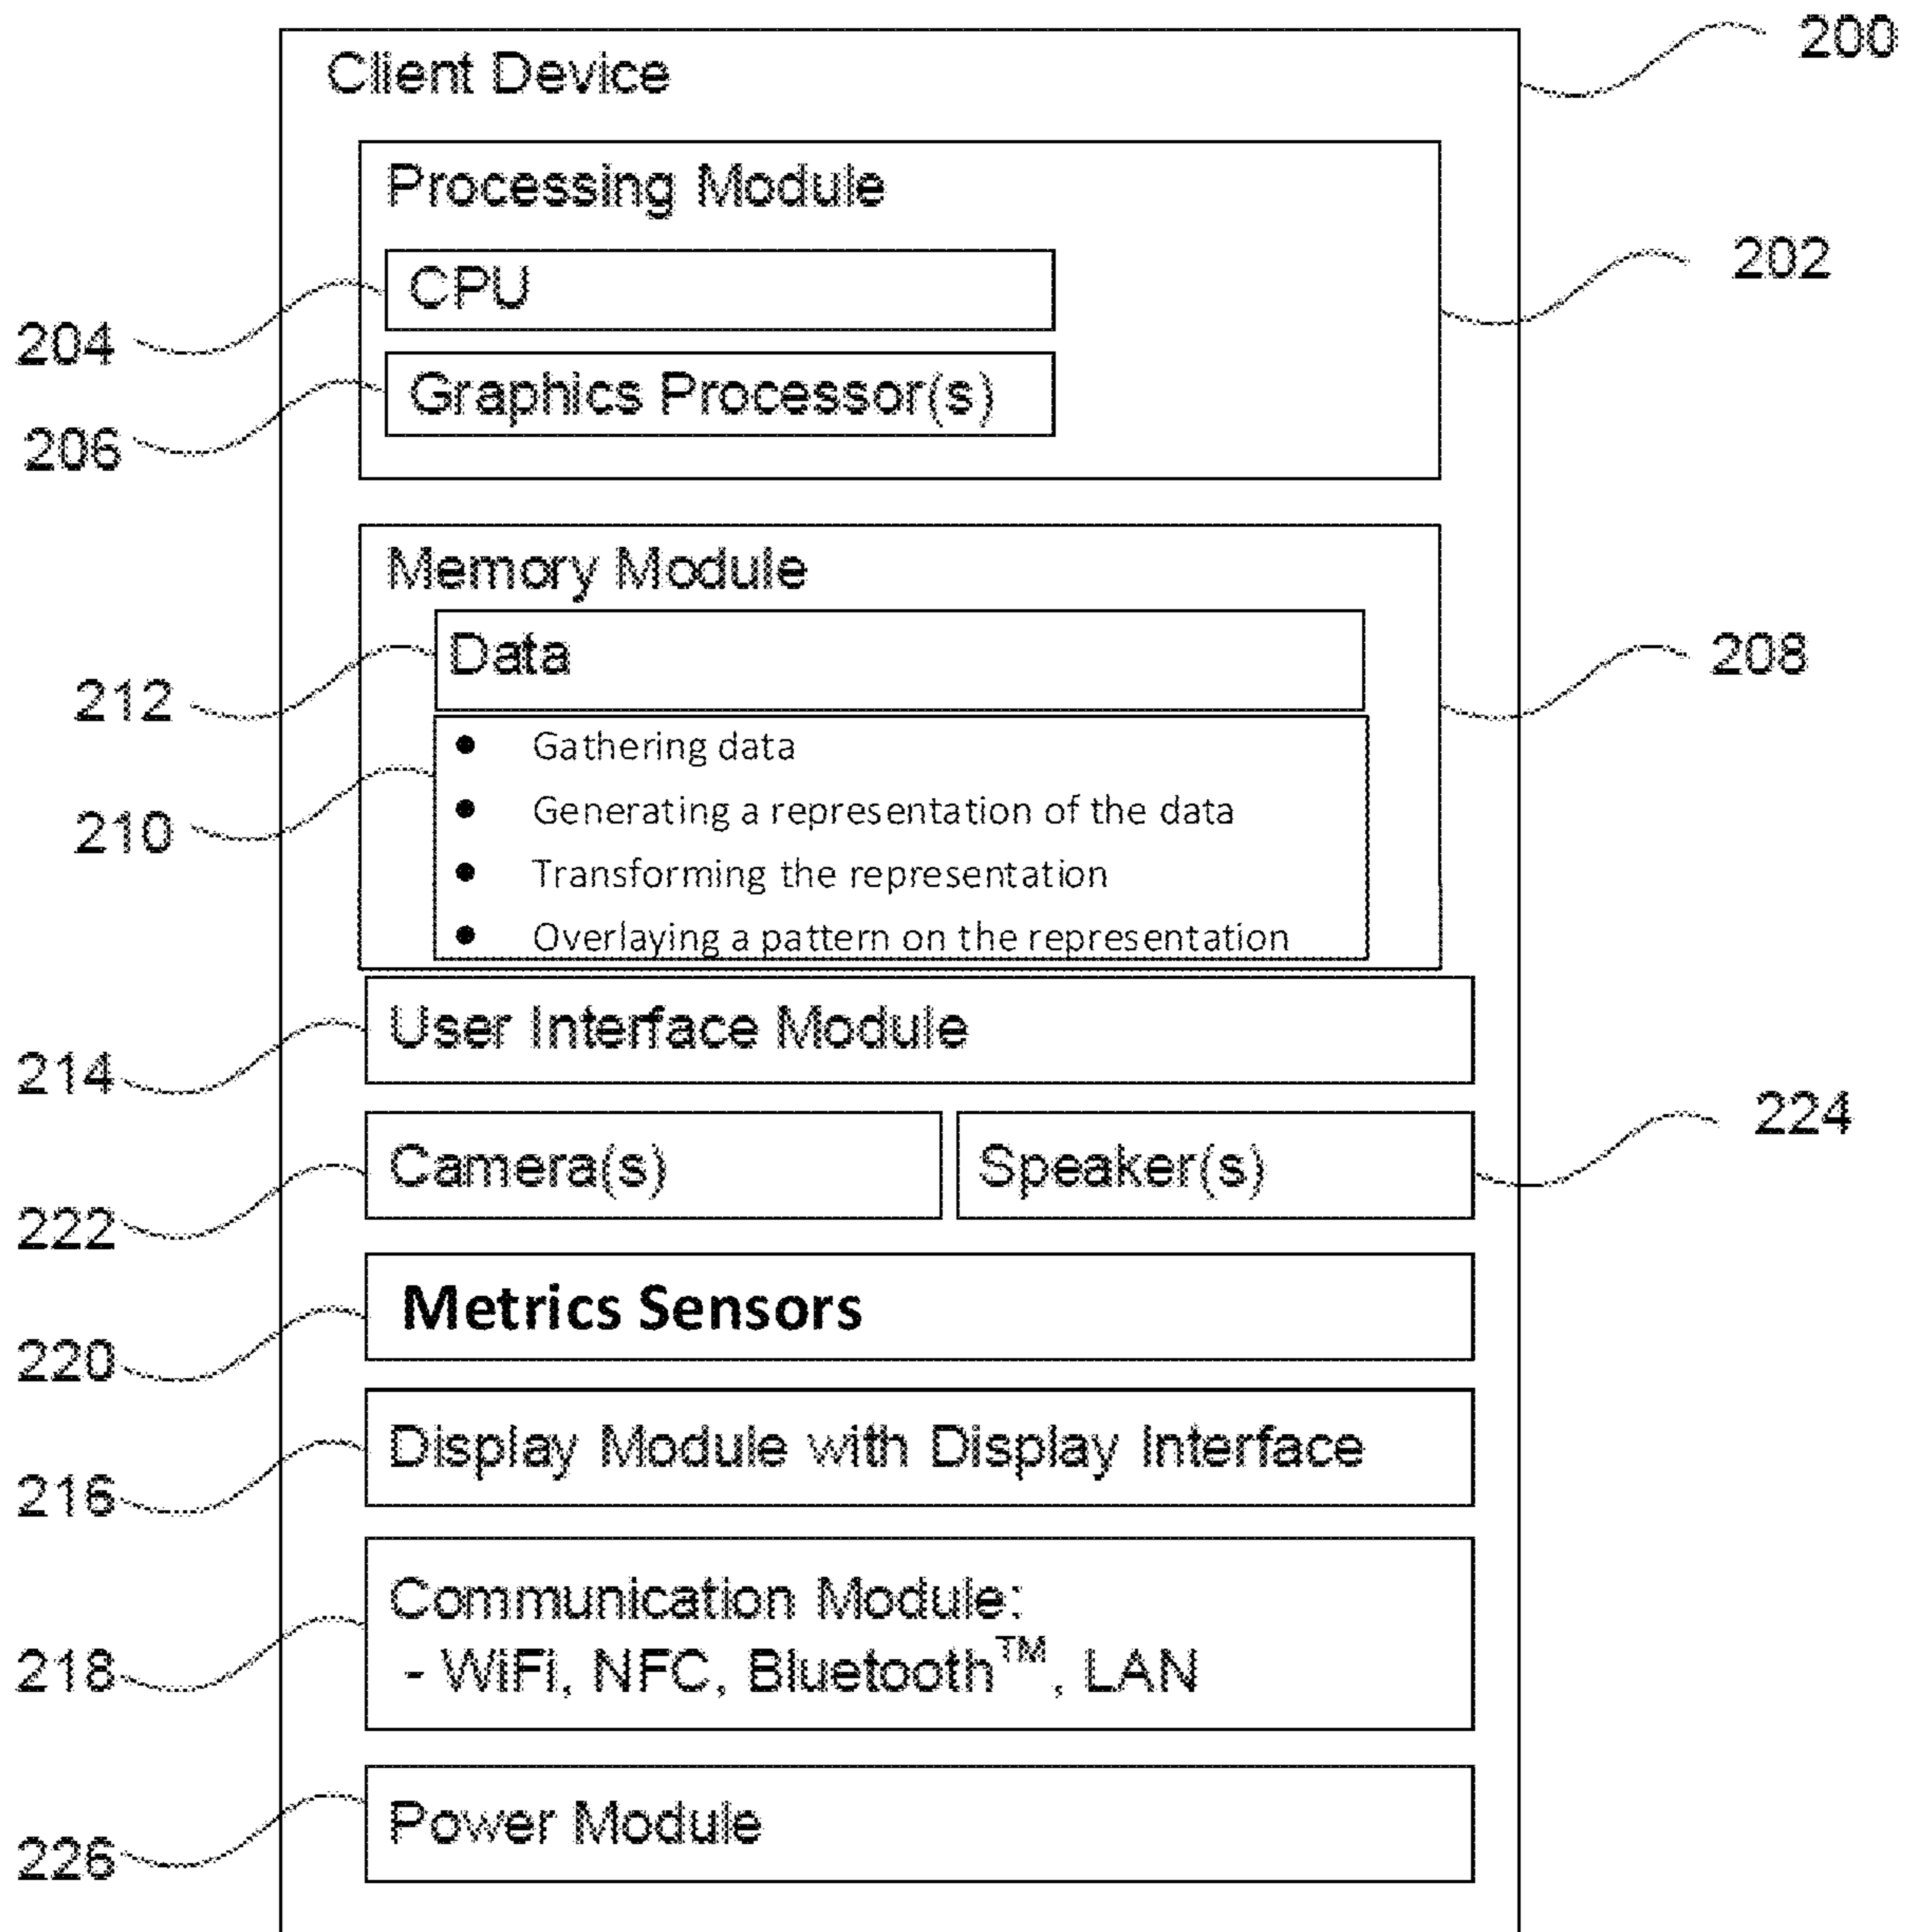 200
Client Device
Processing Module
202
CPU
204
Graphics Processor(s)
206
Memory Module
208
Data
212
• Gathering data
210
• Generating a representation of the data
• Transforming the representation
• Overlaying a pattern on the representation
User Interface Module
214
224
Camera(s)
Speaker(s)
222
Metrics Sensors
220
Display Module with Display Interface
216
Communication Module:
- WiFi, NFC, Bluetooth™, LAN
218
Power Module
226